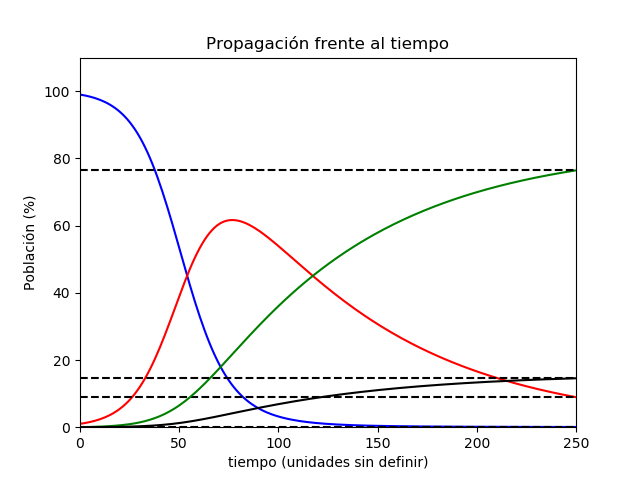 Propagación frente al tiempo
Población (%)
100
80
60
40
20
0
0 50 100 150 200 250
tiempo (unidades sin definir)